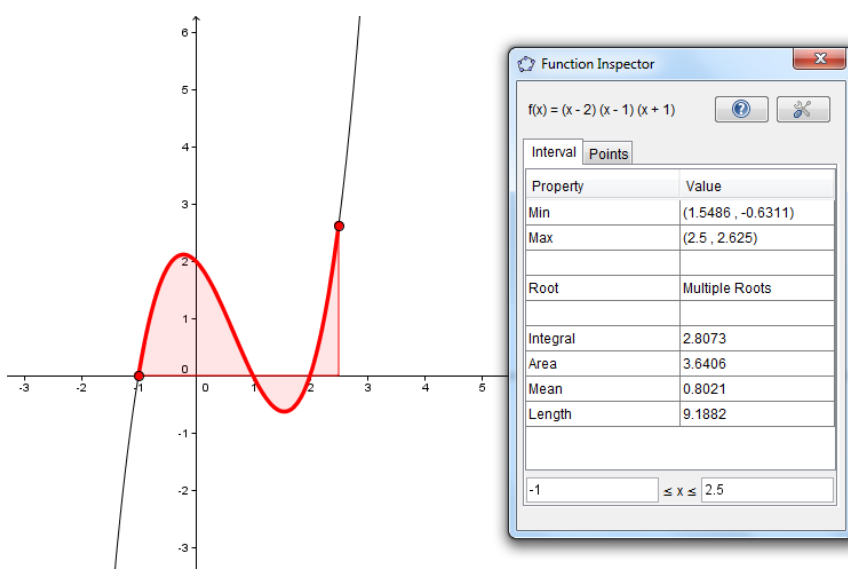 6
5
4
3
2
1
0
-1
-2
-3
-3 -2 -1 0 1 2 3 4 5
Function Inspector
x
f(x) = (x - 2) (x - 1) (x + 1)
Interval Points
Property Value
Min (1.5486 , -0.6311)
Max (2.5 , 2.625)
Root Multiple Roots
Integral 2.8073
Area 3.6406
Mean 0.8021
Length 9.1882
-1 ≤ x ≤ 2.5